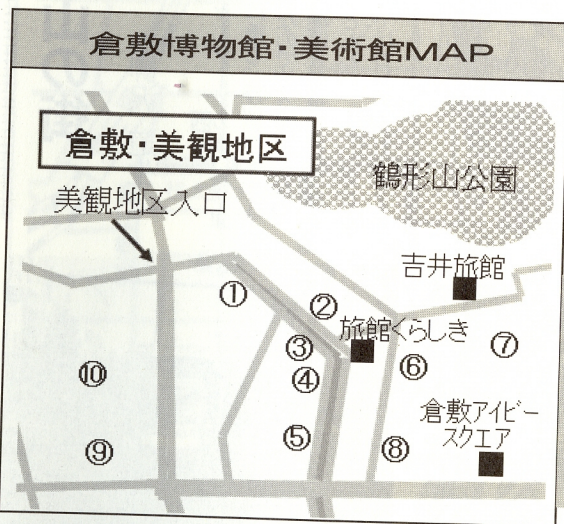 倉敷博物館・美術館MAP
倉敷・美観地区
鶴形山公園
美観地区入口
吉井旅館
①
②
旅館くらしき
③
⑦
④
⑥
⑩
倉敷アイビー
スクエア
⑤
⑨
⑧